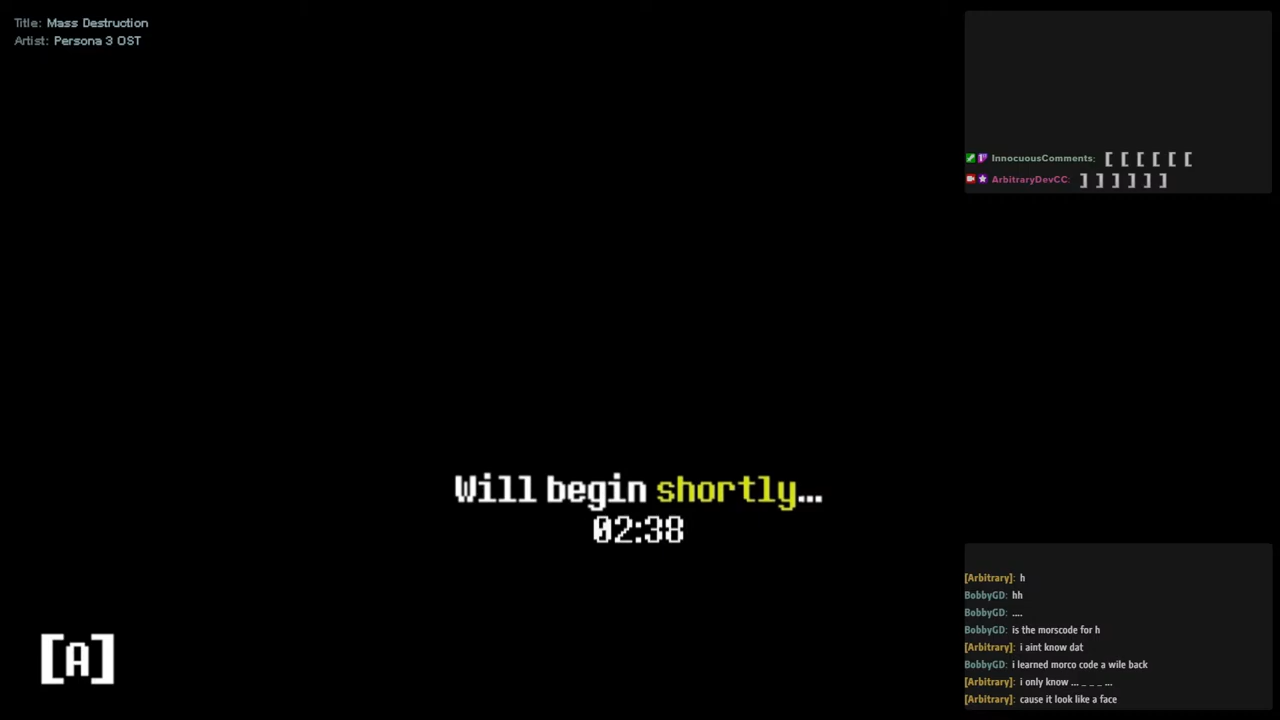 Title: Mass Destruction
Artist: Persona 3 OST
InnocuousComments: [ [ [ [ [ [
ArbitraryDevCC: ] ] ] ] ] ]
Will begin shortly...
02:38
[A]
[Arbitrary]: h
BobbyGD: hh
BobbyGD: ....
BobbyGD: is the morscode for h
[Arbitrary]: i aint know dat
BobbyGD: i learned morco code a wile back
[Arbitrary]: i only know ... _ _ _ ...
[Arbitrary]: cause it look like a face